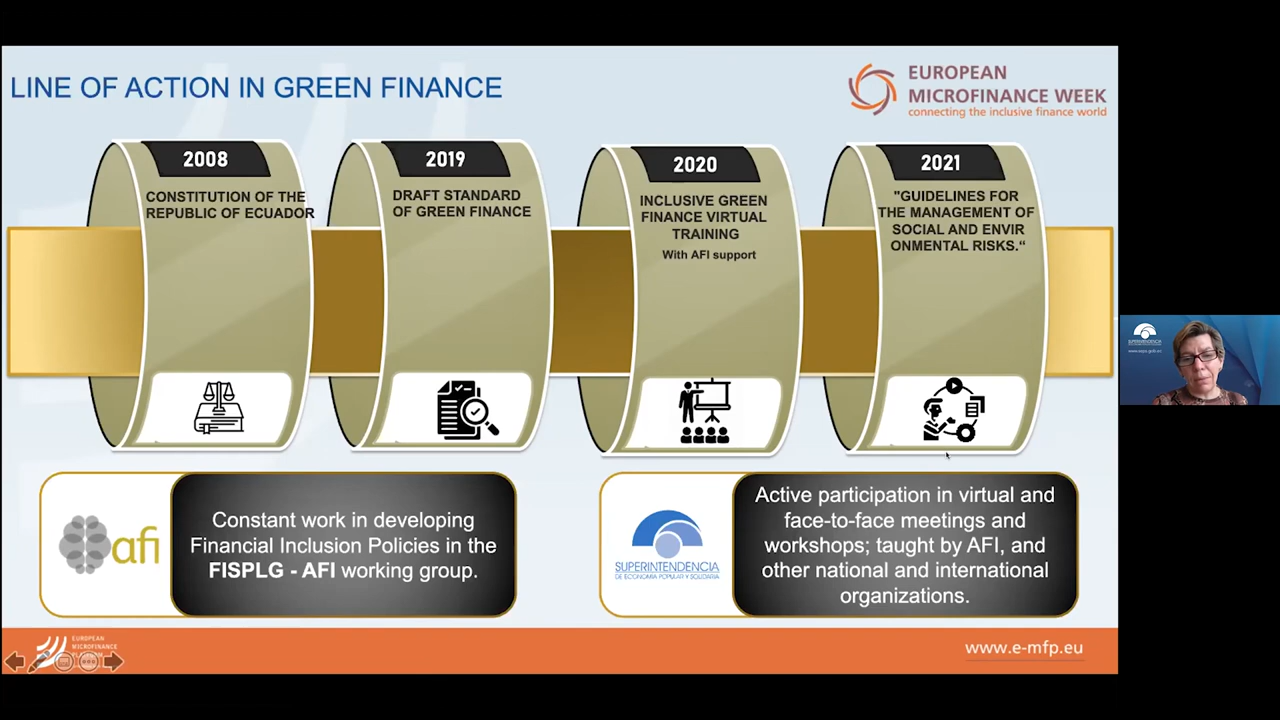 LINE OF ACTION IN GREEN FINANCE
EUROPEAN
MICROFINANCE WEEK
connecting the inclusive finance world
2008
CONSTITUTION OF THE
REPUBLIC OF ECUADOR
2019
DRAFT STANDARD
OF GREEN FINANCE
2020
INCLUSIVE GREEN
FINANCE VIRTUAL
TRAINING
With AFI support
2021
"GUIDELINES FOR
THE MANAGEMENT OF
SOCIAL AND ENVIR
ONMENTAL RISKS.“
SUPERINTENDENCIA
afi
Constant work in developing
Financial Inclusion Policies in the
FISPLG - AFI working group.
SUPERINTENDENCIA
DE ECONOMIA POPULAR Y SOLIDARIA
Active participation in virtual and
face-to-face meetings and
workshops; taught by AFI, and
other national and international
organizations.
EUROPEAN
MICROFINANCE
www.e-mfp.eu